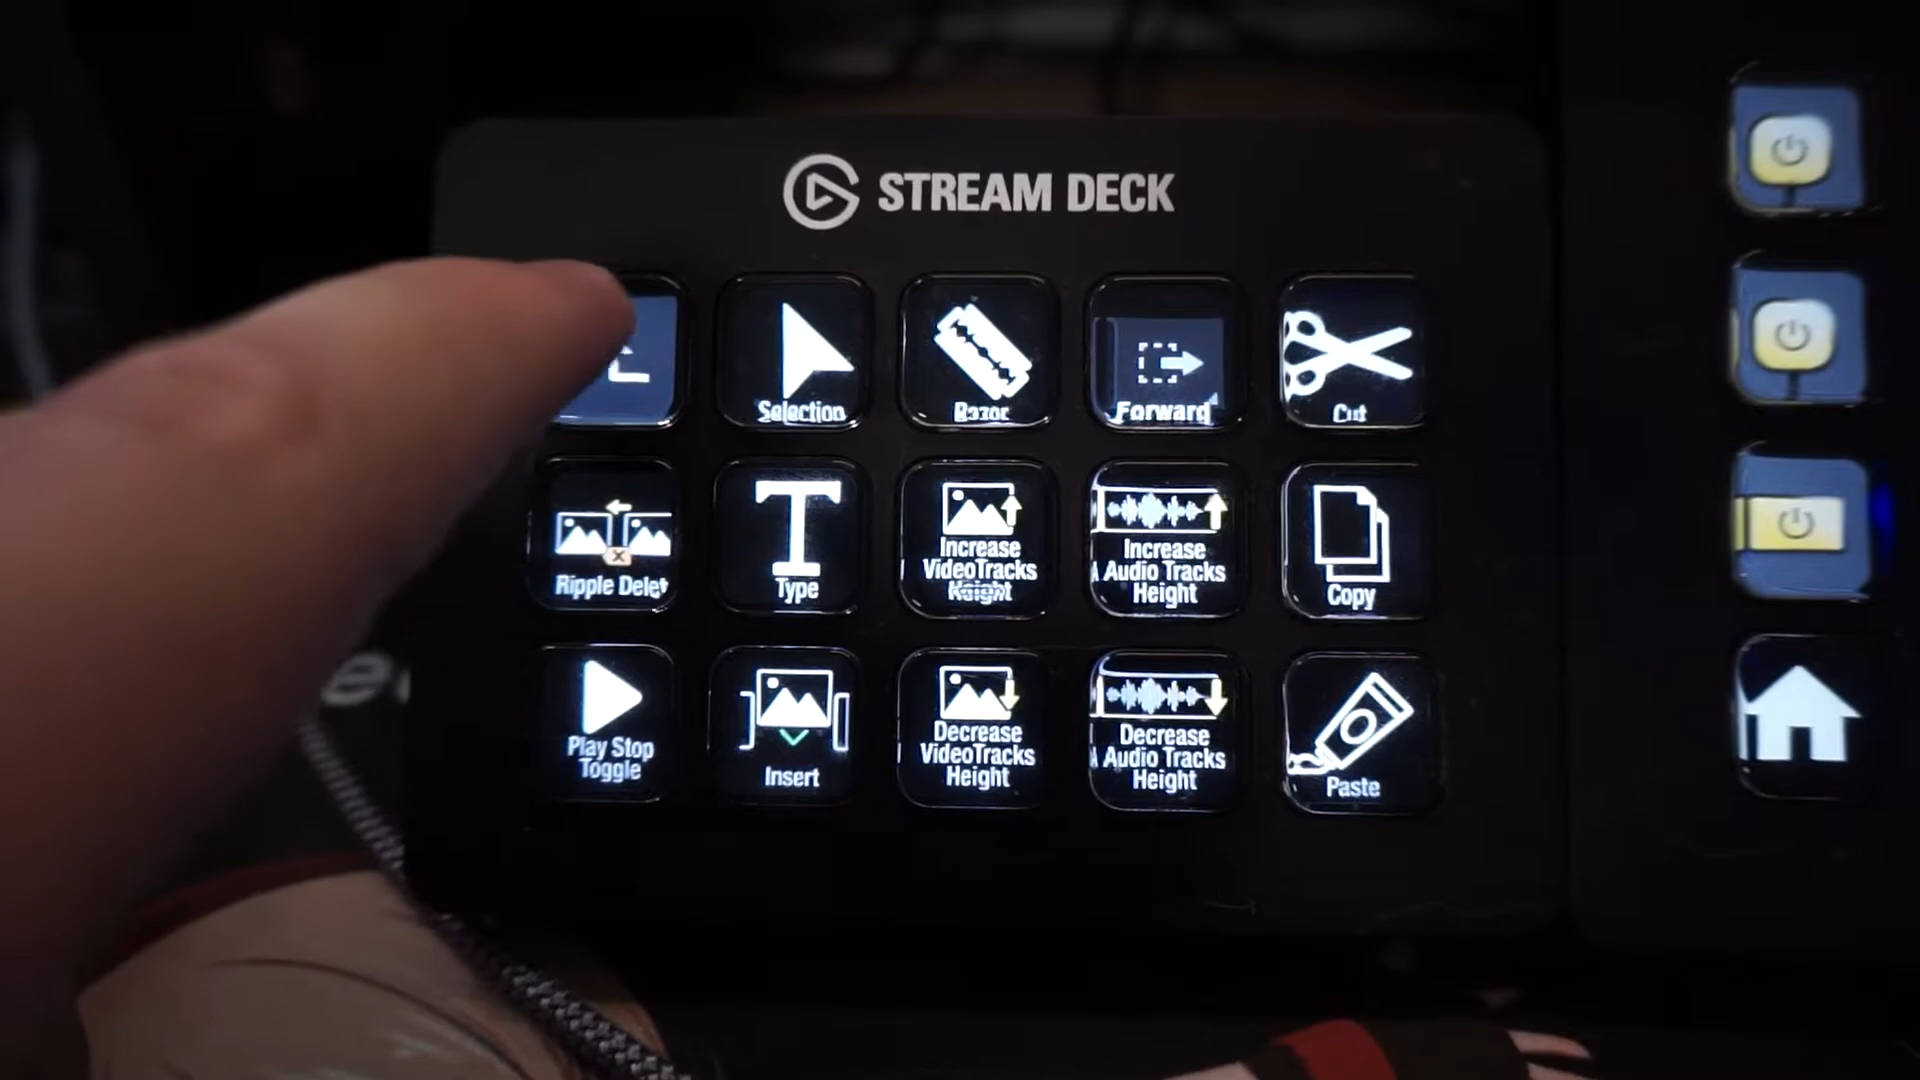 STREAM DECK
Selection
Razor
Forward
Cut
Ripple Delet
Type
Increase
VideoTracks
Height
Increase
Audio Tracks
Height
Copy
Play Stop
Toggle
Insert
Decrease
VideoTracks
Height
Decrease
Audio Tracks
Height
Paste